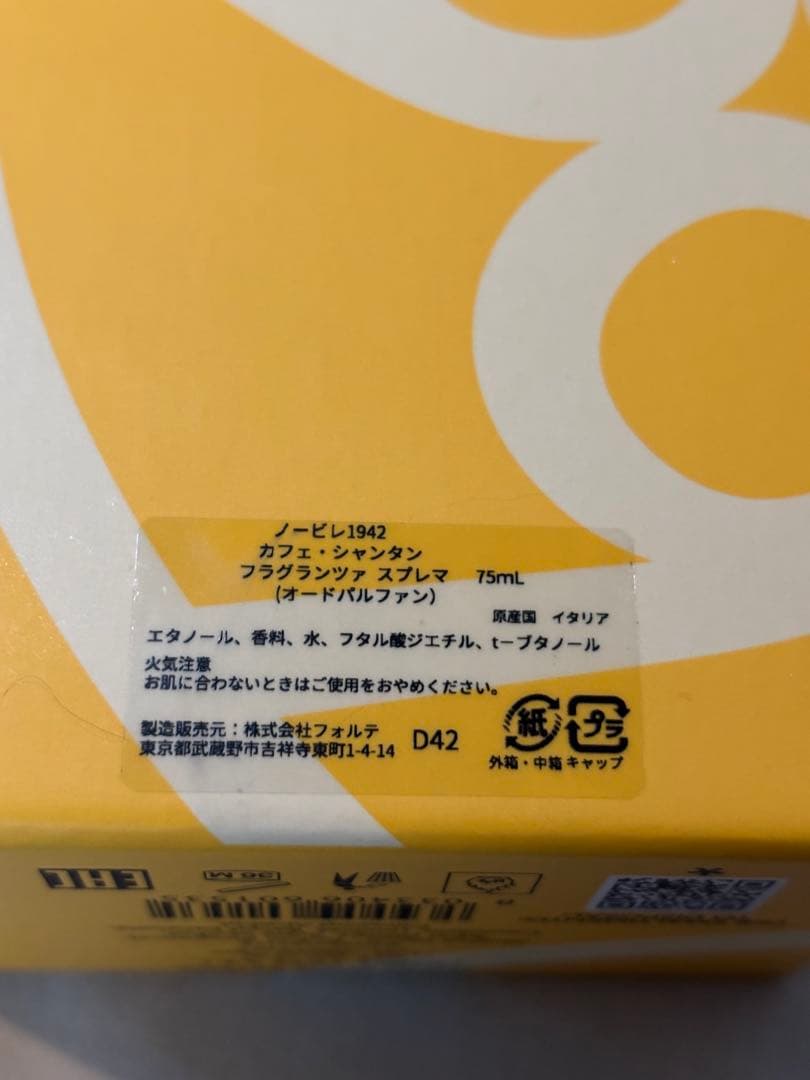 ノービレ1942
カフェ・シャンタン
フラグランツァ スプレマ 75mL
(オードパルファン)
原産国 イタリア
エタノール、香料、水、フタル酸ジエチル、t－ブタノール
火気注意
お肌に合わないときはご使用をおやめください。
製造販売元：株式会社フォルテ
東京都武蔵野市吉祥寺東町1-4-14
D42
紙 プラ
外箱・中箱 キャップ
36 M